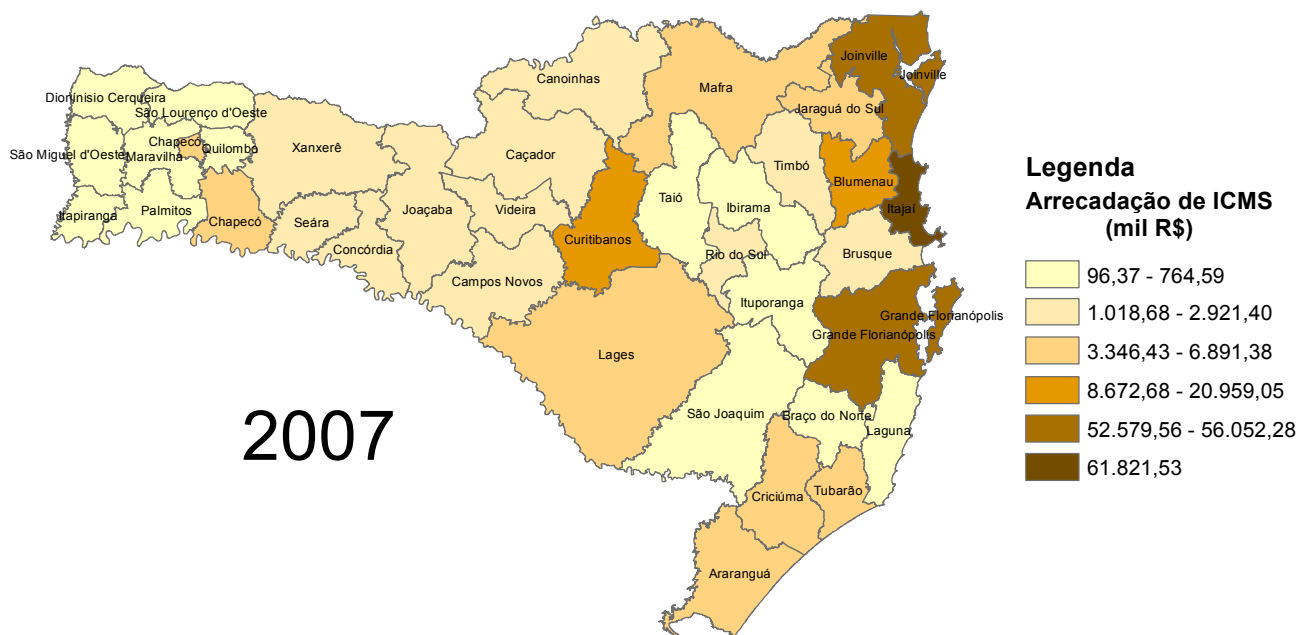 Joinville
Joinville
Canoinhas
Mafra
Dionínisio Cerqueira
Jaraguá do Sul
São Lourenço d'Oeste
Chapecó
Quilombo
Xanxerê
São Miguel d'Oeste
Maravilha
Caçador
Timbó
Blumenau
Legenda
Arrecadação de ICMS
(mil R$)
Taió
Ibirama
Itajaí
Itapiranga
Palmitos
Chapecó
Seára
Joaçaba
Videira
Curitibanos
Concórdia
Rio do Sul
Brusque
Campos Novos
Ituporanga
Grande Florianópolis
Grande Florianópolis
Lages
96,37 - 764,59
1.018,68 - 2.921,40
3.346,43 - 6.891,38
8.672,68 - 20.959,05
52.579,56 - 56.052,28
61.821,53
2007
São Joaquim
Braço do Norte
Laguna
Criciúma
Tubarão
Araranguá